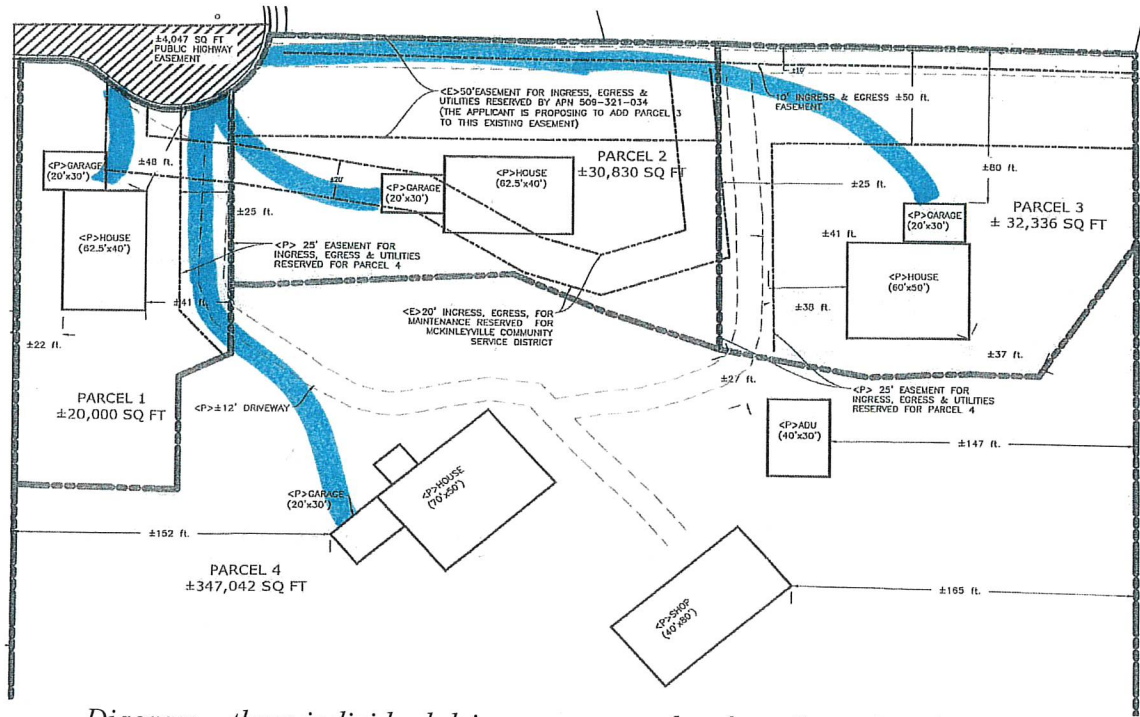 ±4,047 SQ FT
PUBLIC HIGHWAY
EASEMENT
<E>50'EASEMENT FOR INGRESS, EGRESS &
UTILITIES RESERVED BY APN 509-321-034
(THE APPLICANT IS PROPOSING TO ADD PARCEL 3
TO THIS EXISTING EASEMENT)
10' INGRESS & EGRESS
EASEMENT
±50 ft.
±48 ft.
<P>GARAGE
(20'x30')
<P>HOUSE
(62.5'x40')
±25 ft.
±41 ft.
±22 ft.
PARCEL 1
±20,000 SQ FT
<P> 25' EASEMENT FOR
INGRESS, EGRESS & UTILITIES
RESERVED FOR PARCEL 4
±20'
<P>GARAGE
(20'x30')
<P>HOUSE
(62.5'x40')
PARCEL 2
±30,830 SQ FT
<E>20' INGRESS, EGRESS, FOR
MAINTENANCE RESERVED FOR
MCKINLEYVILLE COMMUNITY
SERVICE DISTRICT
±25 ft.
±80 ft.
±41 ft.
±38 ft.
<P>GARAGE
(20'x30')
<P>HOUSE
(60'x50')
PARCEL 3
± 32,336 SQ FT
±37 ft.
±27 ft.
<P> 25' EASEMENT FOR
INGRESS, EGRESS & UTILITIES
RESERVED FOR PARCEL 4
<P>±12' DRIVEWAY
<P>ADU
(40'x30')
±147 ft.
<P>GARAGE
(20'x30')
<P>HOUSE
(70'x50')
±152 ft.
PARCEL 4
±347,042 SQ FT
<P>SHOP
(40'x80')
±165 ft.